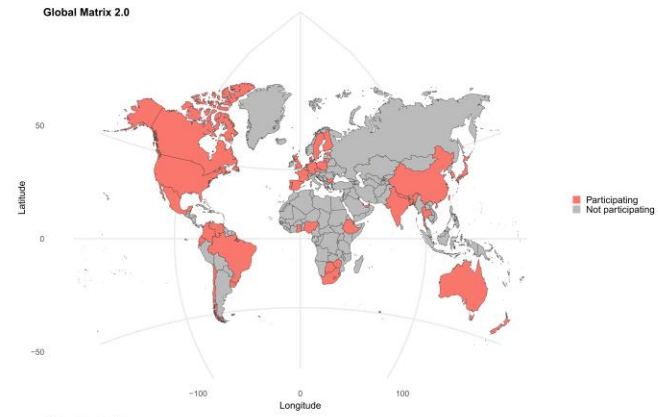 Global Matrix 2.0
50
Latitude
0
−50
−100
0
100
Longitude
Participating
Not participating